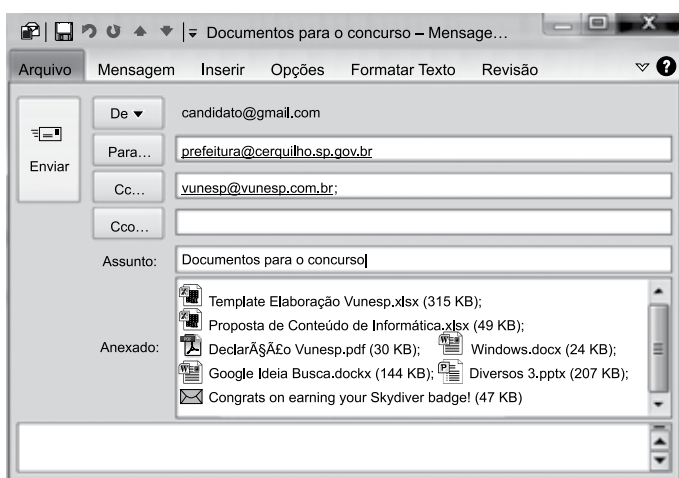 Documentos para o concurso – Mensage...
Arquivo Mensagem Inserir Opções Formatar Texto Revisão
De ▾ candidato@gmail.com
Enviar
Para... prefeitura@cerquilho.sp.gov.br
Cc... vunesp@vunesp.com.br;
Cco...
Assunto: Documentos para o concurso
Anexado:
Template Elaboração Vunesp.xlsx (315 KB);
Proposta de Conteúdo de Informática.xlsx (49 KB);
DeclarÃ§Ã£o Vunesp.pdf (30 KB); Windows.docx (24 KB);
Google Ideia Busca.dockx (144 KB); Diversos 3.pptx (207 KB);
Congrats on earning your Skydiver badge! (47 KB)